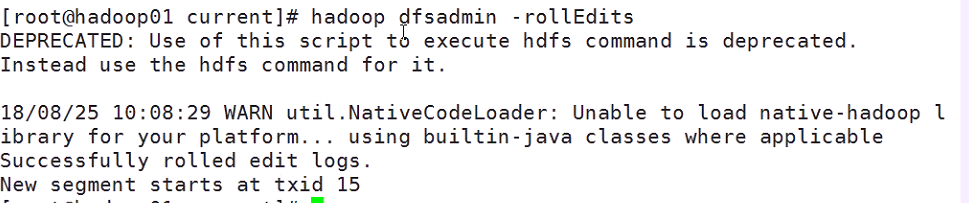 [root@hadoop01 current]# hadoop dfsadmin -rollEdits
DEPRECATED: Use of this script to execute hdfs command is deprecated.
Instead use the hdfs command for it.
18/08/25 10:08:29 WARN util.NativeCodeLoader: Unable to load native-hadoop l
ibrary for your platform... using builtin-java classes where applicable
Successfully rolled edit logs.
New segment starts at txid 15
[root@hadoop01 current]#